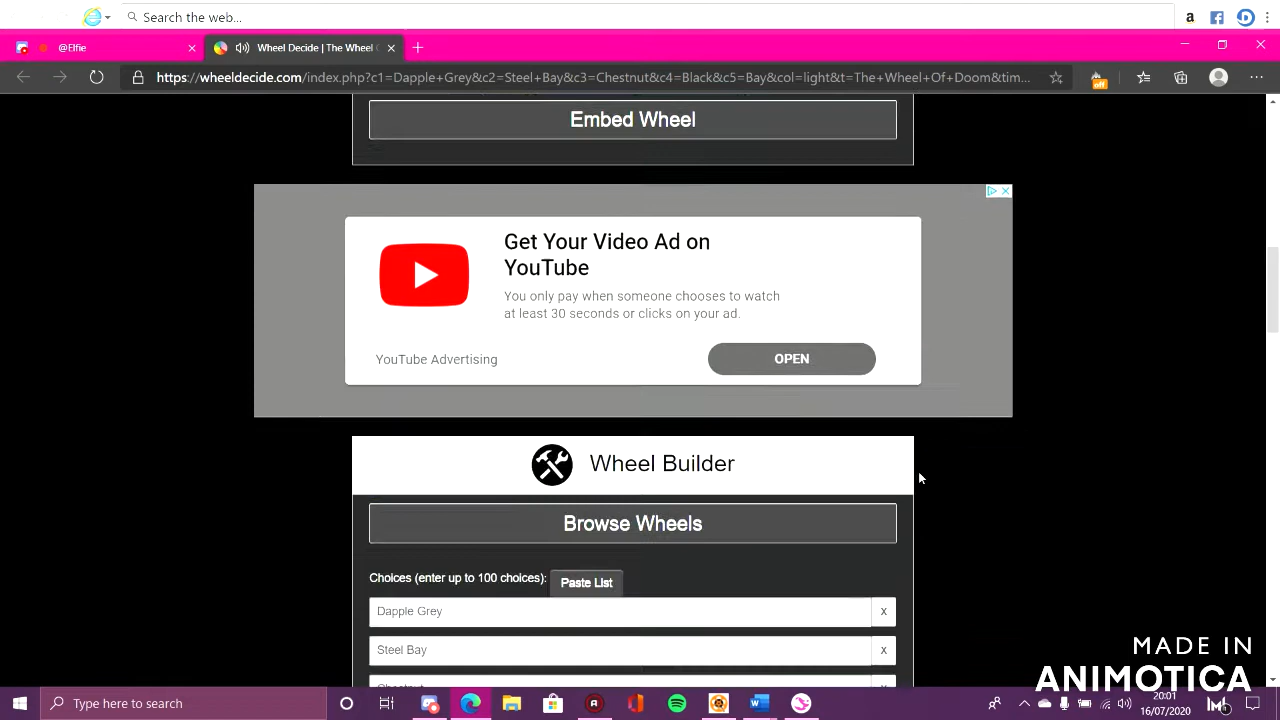 Search the web...
a
@Elfie
Wheel Decide | The Wheel
https://wheeldecide.com/index.php?c1=Dapple+Grey&c2=Steel+Bay&c3=Chestnut&c4=Black&c5=Bay&col=light&t=The+Wheel+Of+Doom&tim...
off
Embed Wheel
Get Your Video Ad on
YouTube
You only pay when someone chooses to watch
at least 30 seconds or clicks on your ad.
YouTube Advertising
OPEN
Wheel Builder
Browse Wheels
Choices (enter up to 100 choices):
Paste List
Dapple Grey
x
Steel Bay
x
Chestnut
MADE IN
ANIMOTICA
Type here to search
20:01
16/07/2020